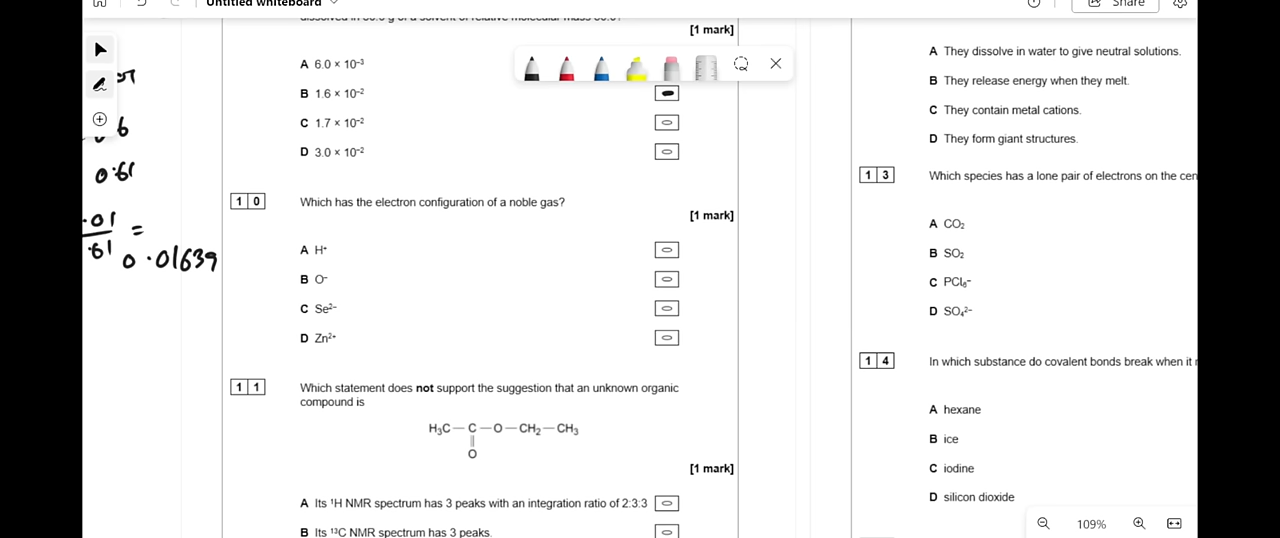 Untitled whiteboard
Share
[1 mark]
A 6.0 × 10⁻³
B 1.6 × 10⁻²
C 1.7 × 10⁻²
D 3.0 × 10⁻²
0.61
.01
.61
=
0.01639
1 0 Which has the electron configuration of a noble gas?
[1 mark]
A H⁺
B O⁻
C Se²⁻
D Zn²⁺
1 1 Which statement does not support the suggestion that an unknown organic
compound is
H₃C — C — O — CH₂ — CH₃
O
[1 mark]
A Its ¹H NMR spectrum has 3 peaks with an integration ratio of 2:3:3
B Its ¹³C NMR spectrum has 3 peaks.
A They dissolve in water to give neutral solutions.
B They release energy when they melt.
C They contain metal cations.
D They form giant structures.
1 3 Which species has a lone pair of electrons on the cen
A CO₂
B SO₂
C PCl₆⁻
D SO₄²⁻
1 4 In which substance do covalent bonds break when it
A hexane
B ice
C iodine
D silicon dioxide
109%